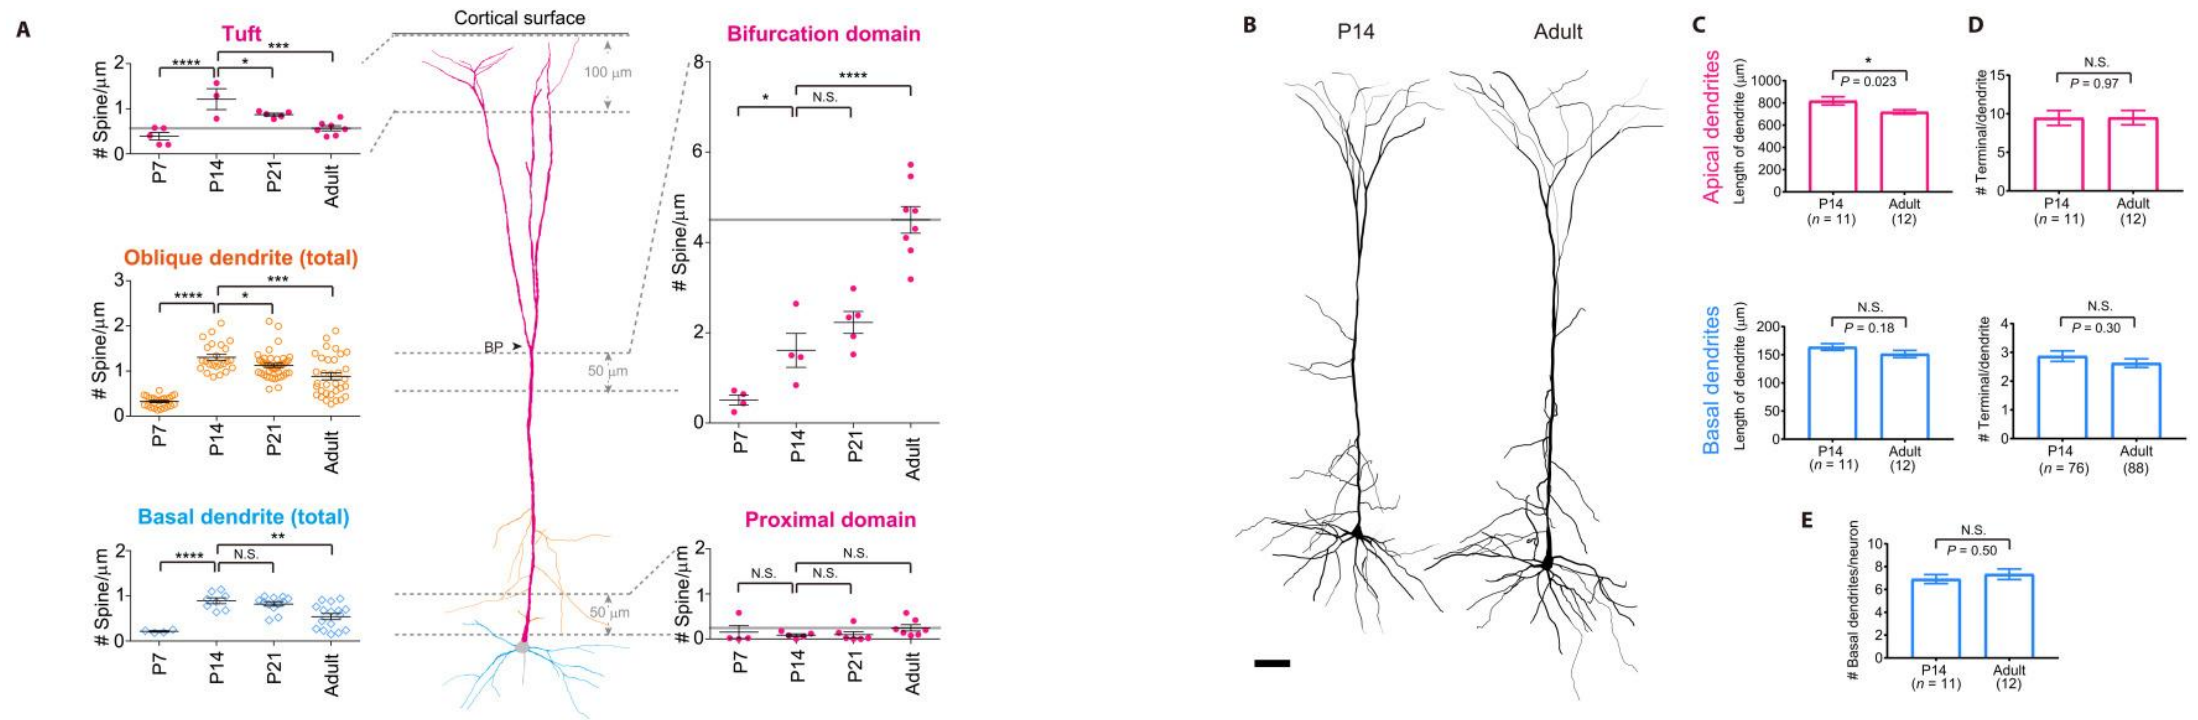 A
Tuft
# Spine/μm
2
1
0
****
*
***
P7
P14
P21
Adult
Oblique dendrite (total)
# Spine/μm
3
2
1
0
****
*
***
P7
P14
P21
Adult
Basal dendrite (total)
# Spine/μm
2
1
0
****
N.S.
**
P7
P14
P21
Adult
Cortical surface
100 μm
BP
50 μm
50 μm
Bifurcation domain
# Spine/μm
8
6
4
2
0
*
N.S.
****
P7
P14
P21
Adult
Proximal domain
# Spine/μm
2
1
0
N.S.
N.S.
N.S.
P7
P14
P21
Adult
B
P14
Adult
C
Apical dendrites
Length of dendrite (μm)
1000
800
600
400
200
0
*
P = 0.023
P14
(n = 11)
Adult
(12)
Basal dendrites
Length of dendrite (μm)
200
150
100
50
0
N.S.
P = 0.18
P14
(n = 11)
Adult
(12)
D
# Terminal/dendrite
15
10
5
0
N.S.
P = 0.97
P14
(n = 11)
Adult
(12)
# Terminal/dendrite
4
3
2
1
0
N.S.
P = 0.30
P14
(n = 76)
Adult
(88)
E
# Basal dendrites/neuron
10
8
6
4
2
0
N.S.
P = 0.50
P14
(n = 11)
Adult
(12)